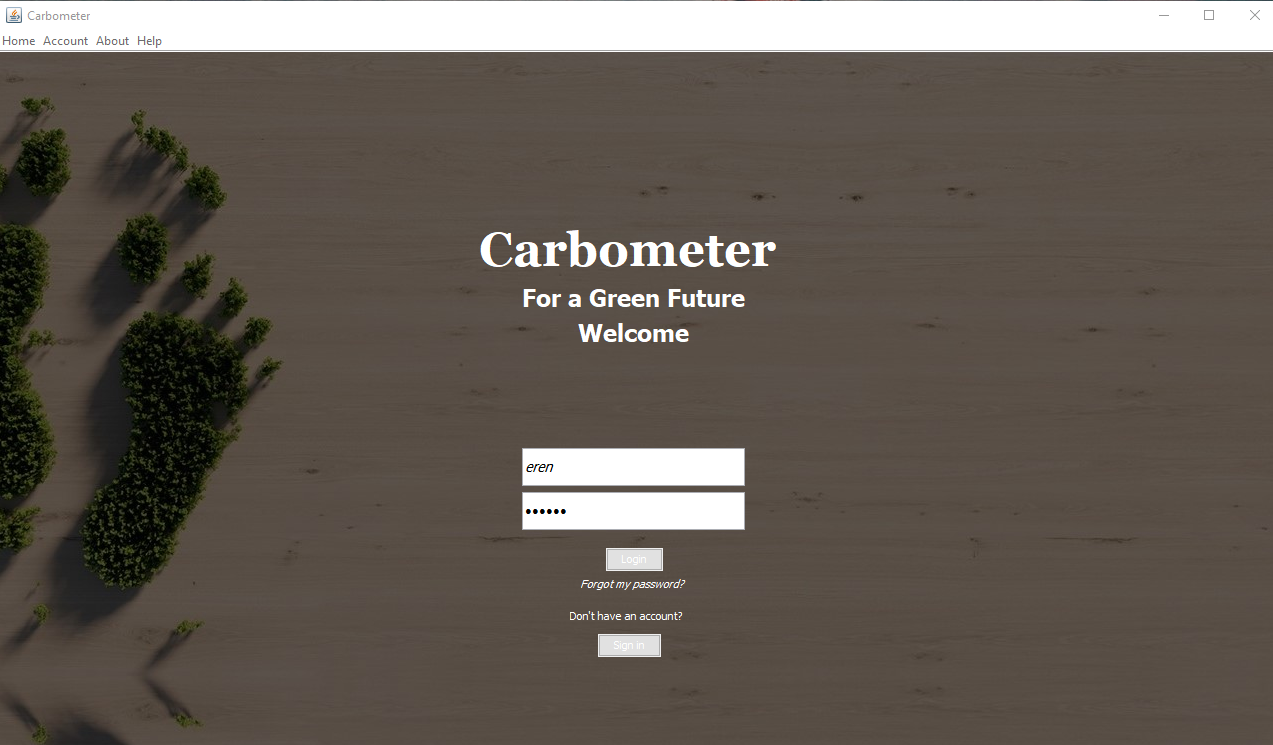 Carbometer
Home Account About Help
Carbometer
For a Green Future
Welcome
eren
••••••
Login
Forgot my password?
Don't have an account?
Sign in